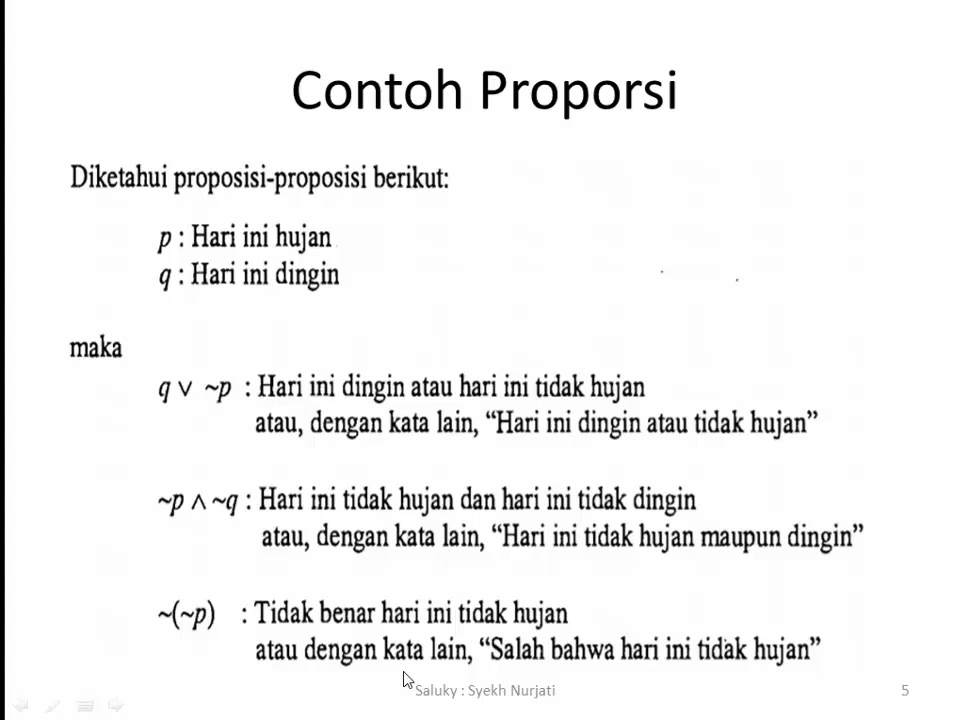 Contoh Proporsi
Diketahui proposisi-proposisi berikut:
p : Hari ini hujan
q : Hari ini dingin
maka
q ∨ ~p : Hari ini dingin atau hari ini tidak hujan
atau, dengan kata lain, “Hari ini dingin atau tidak hujan”
~p ∧ ~q : Hari ini tidak hujan dan hari ini tidak dingin
atau, dengan kata lain, “Hari ini tidak hujan maupun dingin”
~(~p) : Tidak benar hari ini tidak hujan
atau dengan kata lain, “Salah bahwa hari ini tidak hujan”
Saluky : Syekh Nurjati
5